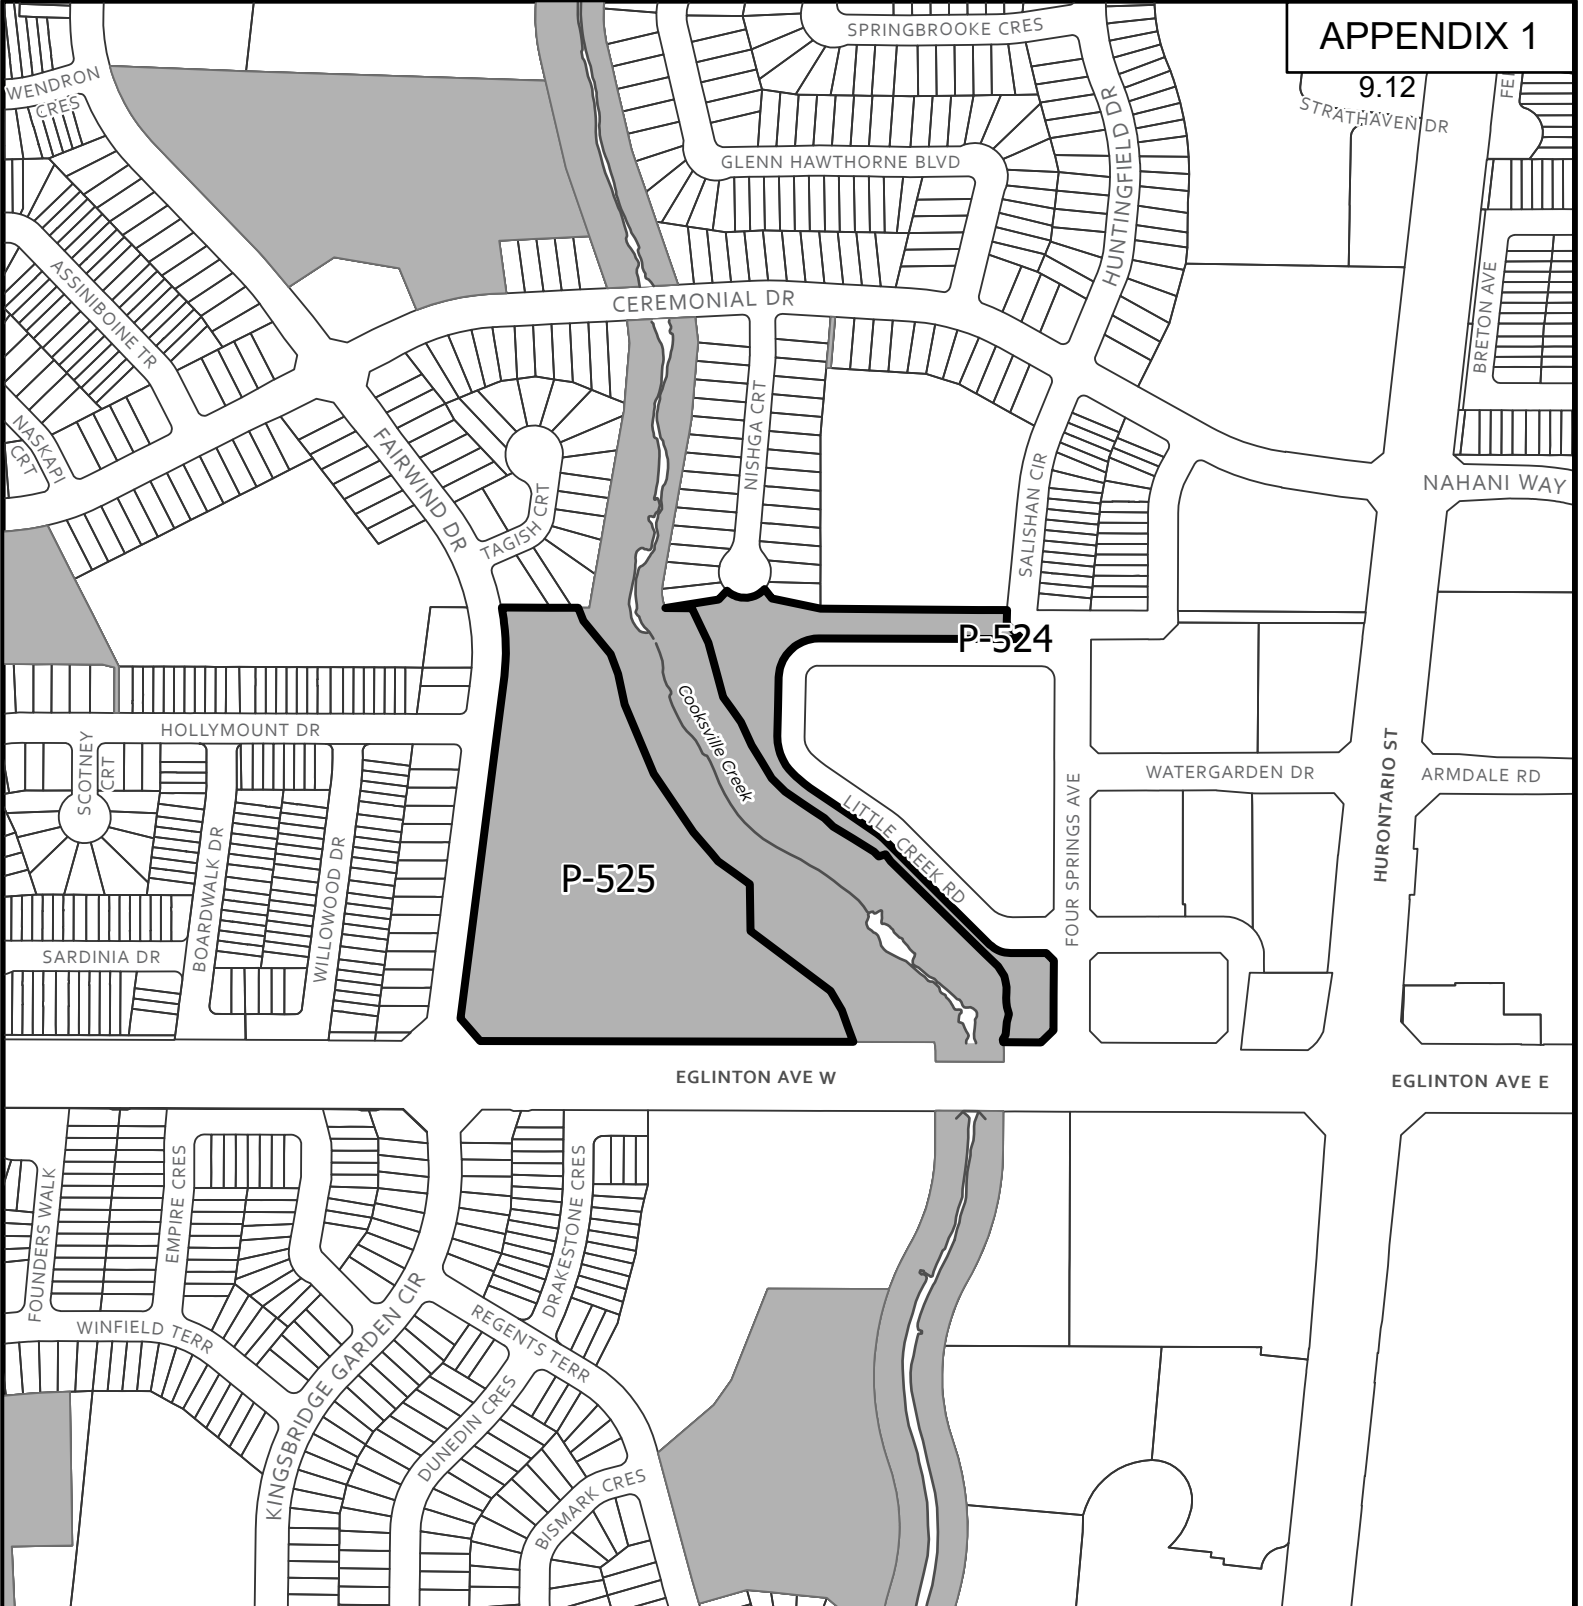 APPENDIX 1
9.12
SPRINGBROOKE CRES
WENDRON
CRES
STRATHAVEN DR
GLENN HAWTHORNE BLVD
HUNTINGFIELD DR
ASSINIBOINE TR
CEREMONIAL DR
BRETON AVE
NASKAPI
CRT
FAIRWIND DR
NISHGA CRT
TAGISH CRT
SALISHAN CIR
NAHANI WAY
P-524
Cooksville Creek
HOLLYMOUNT DR
SCOTNEY
CRT
WATERGARDEN DR
ARMDALE RD
HURONTARIO ST
FOUR SPRINGS AVE
LITTLE CREEK RD
BOARDWALK DR
WILLOWOOD DR
P-525
SARDINIA DR
EGLINTON AVE W
EGLINTON AVE E
FOUNDERS WALK
EMPIRE CRES
DRAKESTONE CRES
WINFIELD TERR
REGENTS TERR
KINGSBRIDGE GARDEN CIR
DUNEDIN CRES
BISMARK CRES